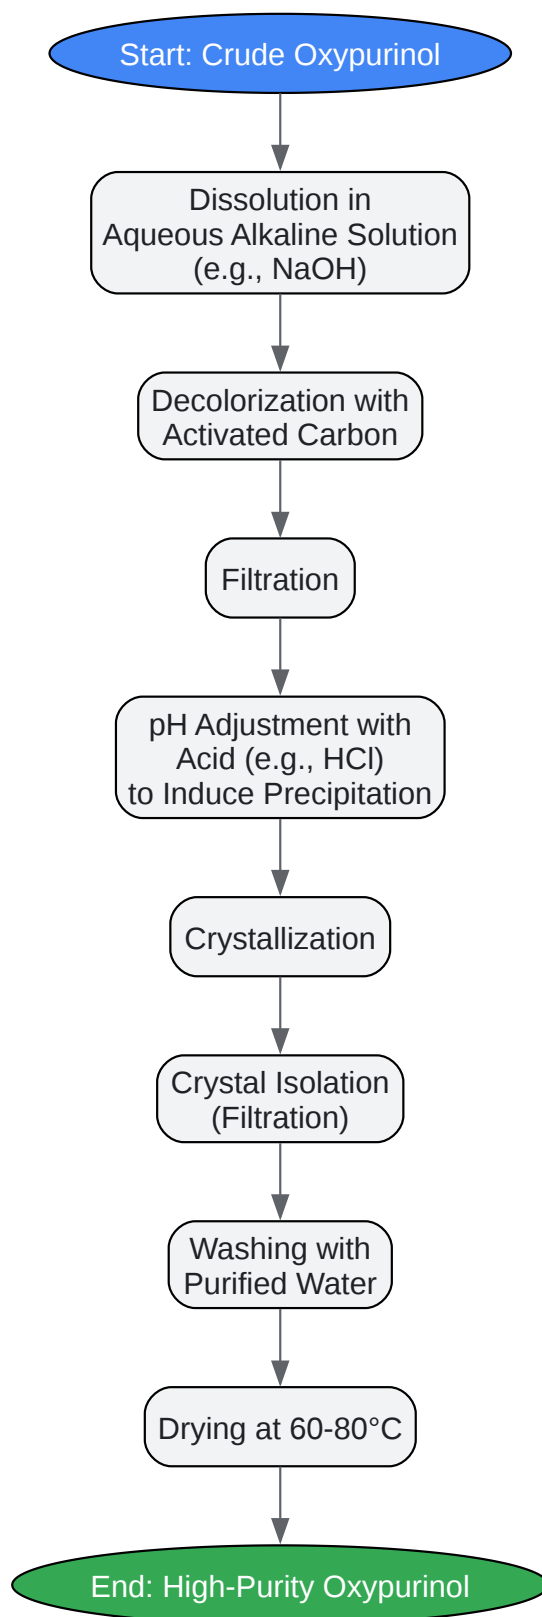 Start: Crude Oxypurinol
Dissolution in
Aqueous Alkaline Solution
(e.g., NaOH)
Decolorization with
Activated Carbon
Filtration
pH Adjustment with
Acid (e.g., HCl)
to Induce Precipitation
Crystallization
Crystal Isolation
(Filtration)
Washing with
Purified Water
Drying at 60-80°C
End: High-Purity Oxypurinol